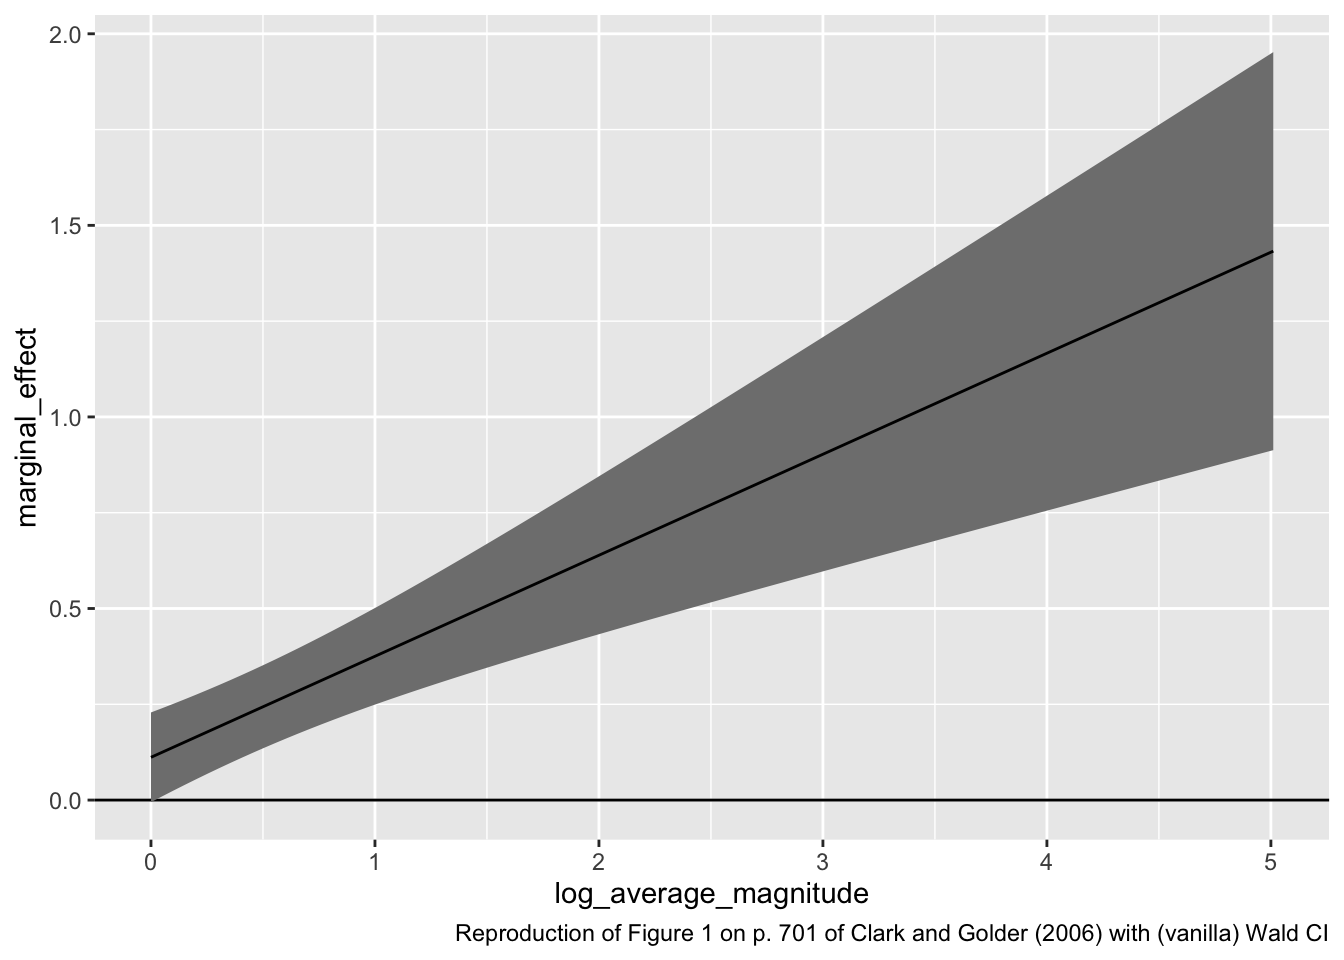 2.0
1.5
1.0
0.5
0.0
marginal_effect
0 1 2 3 4 5
log_average_magnitude
Reproduction of Figure 1 on p. 701 of Clark and Golder (2006) with (vanilla) Wald CI